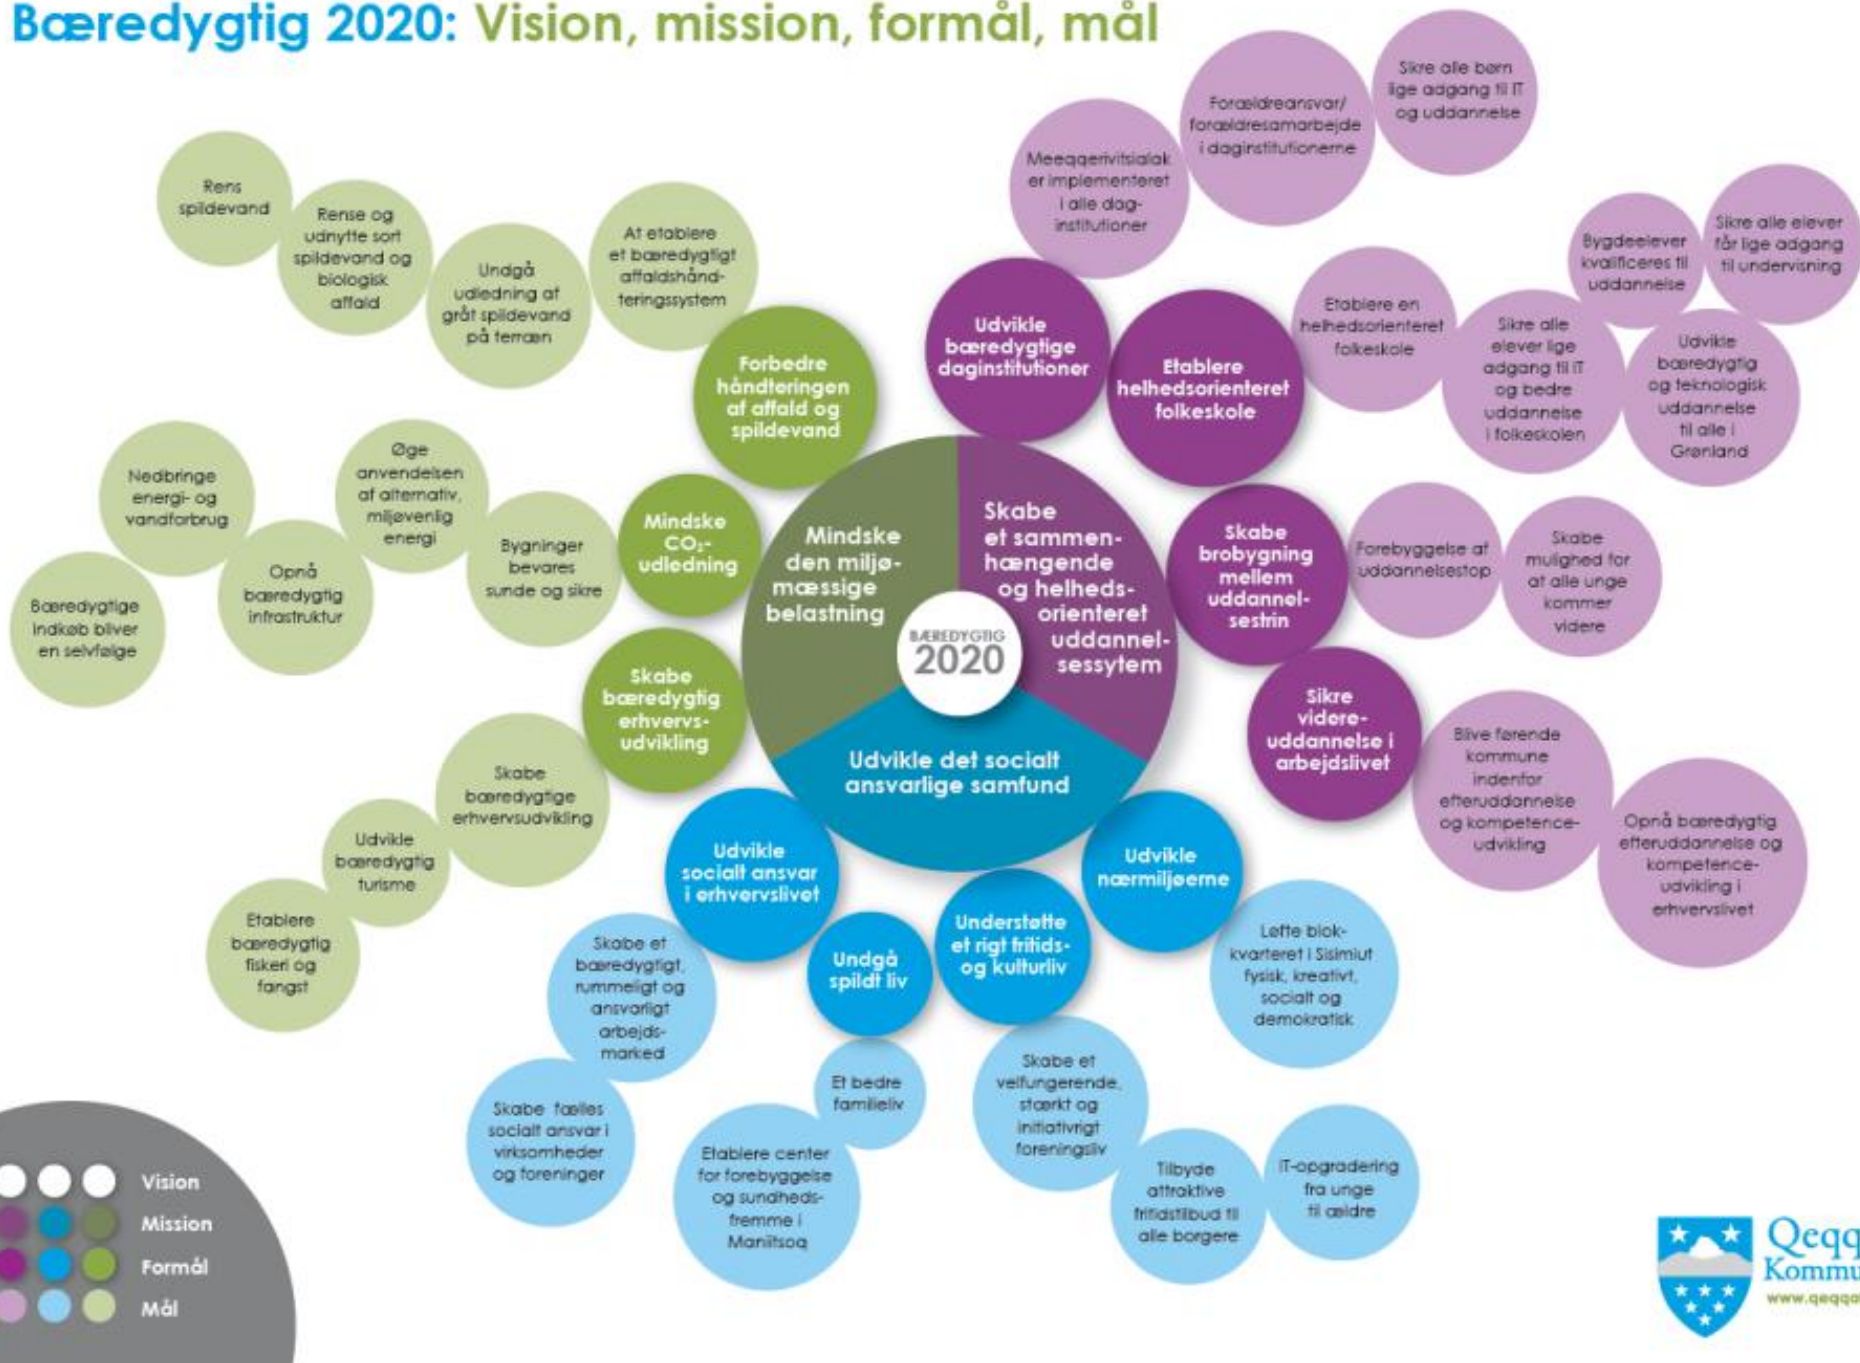 Bæredygtig 2020: Vision, mission, formål, mål
Rens
spildevand
Rense og
udnytte sort
spildevand og
biologisk
affald
Undgå
udledning af
gråt spildevand
på terræn
At etablere
et bæredygtigt
affaldshånd-
teringssystem
Forbedre
håndteringen
af affald og
spildevand
Nedbringe
energi- og
vandforbrug
Bæredygtige
indkøb bliver
en selvfølge
Opnå
bæredygtig
infrastruktur
Øge
anvendelsen
af alternativ,
miljøvenlig
energi
Bygninger
bevares
sunde og sikre
Mindske
CO₂-
udledning
Skabe
bæredygtig
erhvervs-
udvikling
Skabe
bæredygtige
erhvervsudvikling
Udvikle
bæredygtig
turisme
Etablere
bæredygtig
fiskeri og
fangst
Mindske
den miljø-
mæssige
belastning
Skabe
et sammen-
hængende
og helheds-
orienteret
uddannel-
sessytem
BÆREDYGTIG
2020
Udvikle det socialt
ansvarlige samfund
Udvikle
bæredygtige
daginstitutioner
Meeqqerivitsialak
er implementeret
i alle dag-
institutioner
Forældreansvar/
forældresamarbejde
i daginstitutionerne
Sikre alle børn
lige adgang til IT
og uddannelse
Etablere
helhedsorienteret
folkeskole
Etablere en
helhedsorienteret
folkeskole
Sikre alle
elever lige
adgang til IT
og bedre
uddannelse
i folkeskolen
Bygdeelever
kvalificeres til
uddannelse
Sikre alle elever
får lige adgang
til undervisning
Udvikle
bæredygtig
og teknologisk
uddannelse
til alle i
Grønland
Skabe
brobygning
mellem
uddannel-
sestrin
Forebyggelse af
uddannelsestop
Skabe
mulighed for
at alle unge
kommer
videre
Sikre
videre-
uddannelse i
arbejdslivet
Blive førende
kommune
indenfor
efteruddannelse
og kompetence-
udvikling
Opnå bæredygtig
efteruddannelse og
kompetence-
udvikling i
erhvervslivet
Udvikle
socialt ansvar
i erhvervslivet
Skabe et
bæredygtigt,
rummeligt og
ansvarligt
arbejds-
marked
Skabe fælles
socialt ansvar i
virksomheder
og foreninger
Undgå
spildt liv
Et bedre
familieliv
Etablere center
for forebyggelse
og sundheds-
fremme i
Maniitsoq
Understøtte
et rigt fritids-
og kulturliv
Skabe et
velfungerende,
stærkt og
initiativrigt
foreningsliv
Tilbyde
attraktive
fritidstilbud til
alle borgere
IT-opgradering
fra unge
til ældre
Udvikle
nærmiljøerne
Løfte blok-
kvarteret i Sisimiut
fysisk, kreativt,
socialt og
demokratisk
Vision
Mission
Formål
Mål
Qeqq
Kommu
www.qeqqa